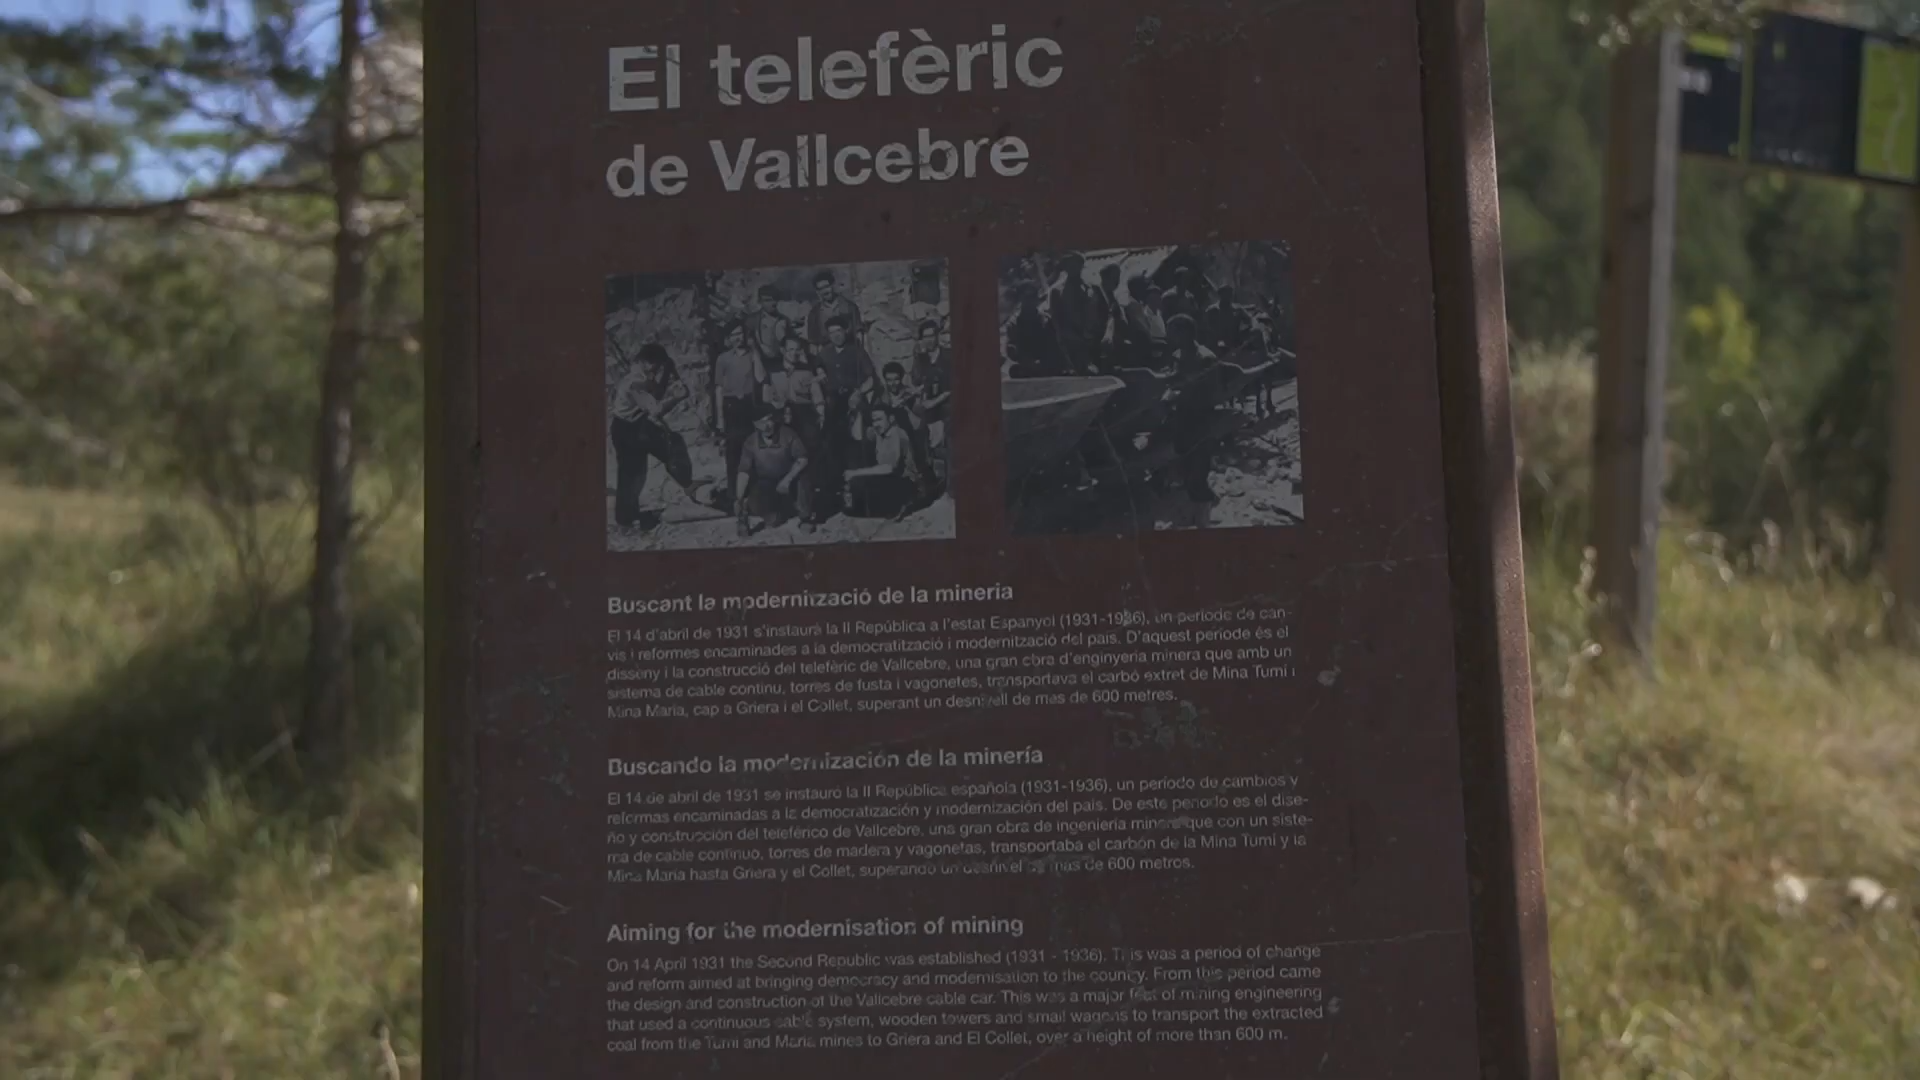 El telefèric
de Vallcebre
Buscant la modernització de la mineria
El 14 d'abril de 1931 s'instaurà la II República a l'estat Espanyol (1931-1936), un període de can-
vis i reformes encaminades a la democratització i modernització del país. D'aquest període és el
disseny i la construcció del telefèric de Vallcebre, una gran obra d'enginyeria minera que amb un
sistema de cable continu, torres de fusta i vagonetes, transportava el carbó extret de Mina Tumí i
Mina Maria, cap a Griera i el Collet, superant un desnivell de més de 600 metres.
Buscando la modernización de la minería
El 14 de abril de 1931 se instauró la II República española (1931-1936), un período de cambios y
reformas encaminadas a la democratización y modernización del país. De este período es el dise-
ño y construcción del teleférico de Vallcebre, una gran obra de ingeniería minera que con un siste-
ma de cable continuo, torres de madera y vagonetas, transportaba el carbón de la Mina Tumí y la
Mina Maria hasta Griera y el Collet, superando un desnivel de más de 600 metros.
Aiming for the modernisation of mining
On 14 April 1931 the Second Republic was established (1931 - 1936). This was a period of change
and reform aimed at bringing democracy and modernisation to the country. From this period came
the design and construction of the Vallcebre cable car. This was a major feat of mining engineering
that used a continuous cable system, wooden towers and small wagons to transport the extracted
coal from the Tumí and Maria mines to Griera and El Collet, over a height of more than 600 m.